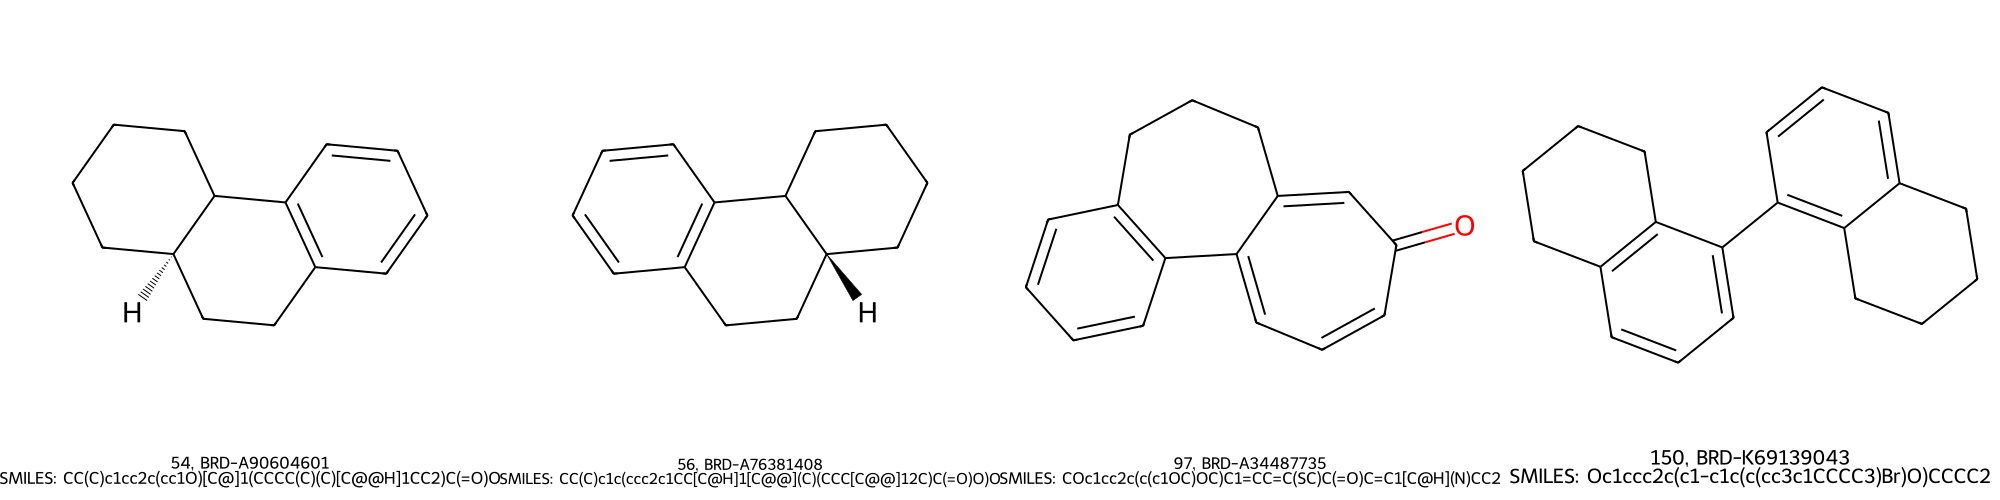 O
H
H
54, BRD-A90604601
SMILES: CC(C)c1cc2c(cc1O)[C@]1(CCCC(C)(C)[C@@H]1CC2)C(=O)O
56, BRD-A76381408
SMILES: CC(C)c1c(ccc2c1CC[C@H]1[C@@](C)(CCC[C@@]12C)C(=O)O)O
97, BRD-A34487735
SMILES: COc1cc2c(c(c1OC)OC)C1=CC=C(SC)C(=O)C=C1[C@H](N)CC2
150, BRD-K69139043
SMILES: Oc1ccc2c(c1-c1c(c(cc3c1CCCC3)Br)O)CCCC2